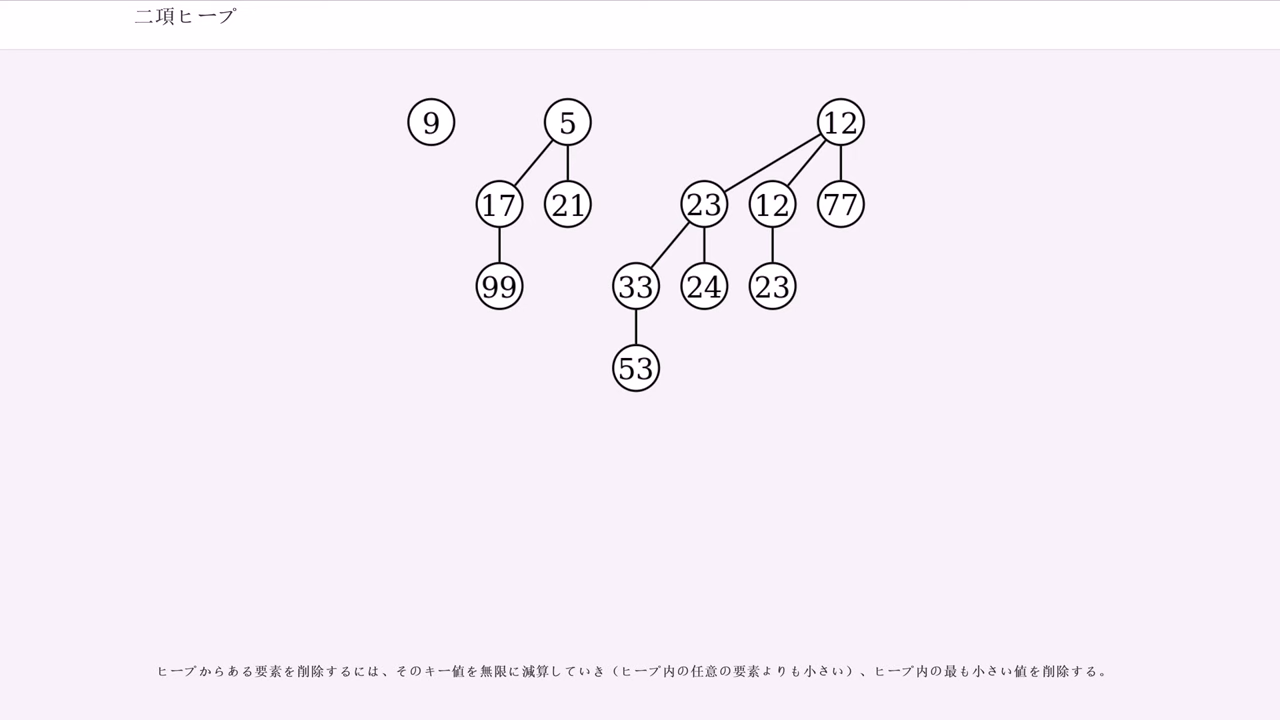 二項ヒープ
9 5 12
17 21 23 12 77
99 33 24 23
53
ヒープからある要素を削除するには、そのキー値を無限に減算していき（ヒープ内の任意の要素よりも小さい）、ヒープ内の最も小さい値を削除する。